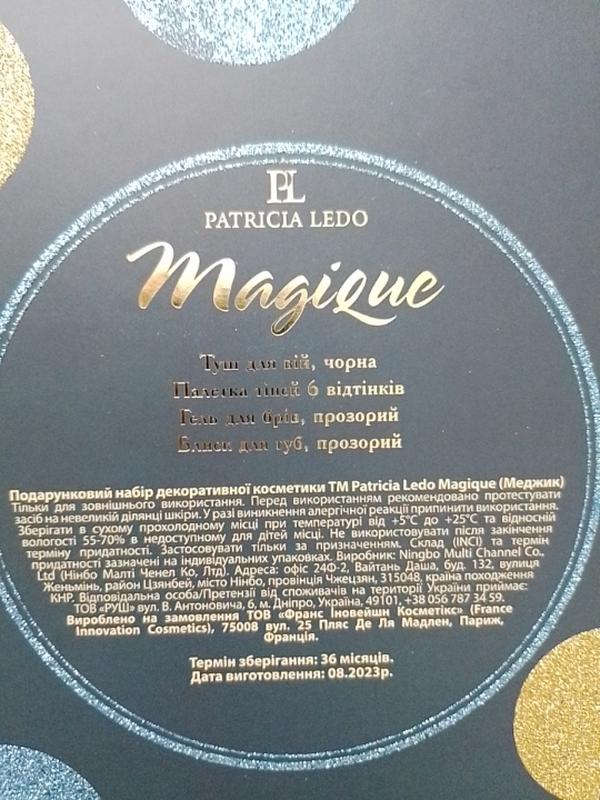 PL
PATRICIA LEDO
Magique
Туш для вій, чорна
Палетка тіней 6 відтінків
Гель для брів, прозорий
Блиск для губ, прозорий
Подарунковий набір декоративної косметики ТМ Patricia Ledo Magique (Меджик)
Тільки для зовнішнього використання. Перед використанням рекомендовано протестувати
засіб на невеликій ділянці шкіри. У разі виникнення алергічної реакції припинити використання.
Зберігати в сухому прохолодному місці при температурі від +5°С до +25°С та відносній
вологості 55-70% в недоступному для дітей місці. Не використовувати після закінчення
терміну придатності. Застосовувати тільки за призначенням. Склад (INCI) та термін
придатності зазначені на індивідуальних упаковках. Виробник: Ningbo Multi Channel Co.,
Ltd (Нінбо Малті Ченел Ко, Лтд). Адреса: офіс 24Ф-2, Вайтань Даша, буд. 132, вулиця
Женьмінь, район Цзянбей, місто Нінбо, провінція Чжецзян, 315048, країна походження
КНР. Відповідальна особа/Претензії від споживачів на території України приймає:
ТОВ «РУШ» вул. В. Антоновича, 6, м. Дніпро, Україна, 49101, +38 056 787 34 59.
Вироблено на замовлення ТОВ «Франс Іновейшн Косметікс» (France
Innovation Cosmetics), 75008 вул. 25 Пляс Де Ля Мадлен, Париж,
Франція.
Термін зберігання: 36 місяців.
Дата виготовлення: 08.2023р.